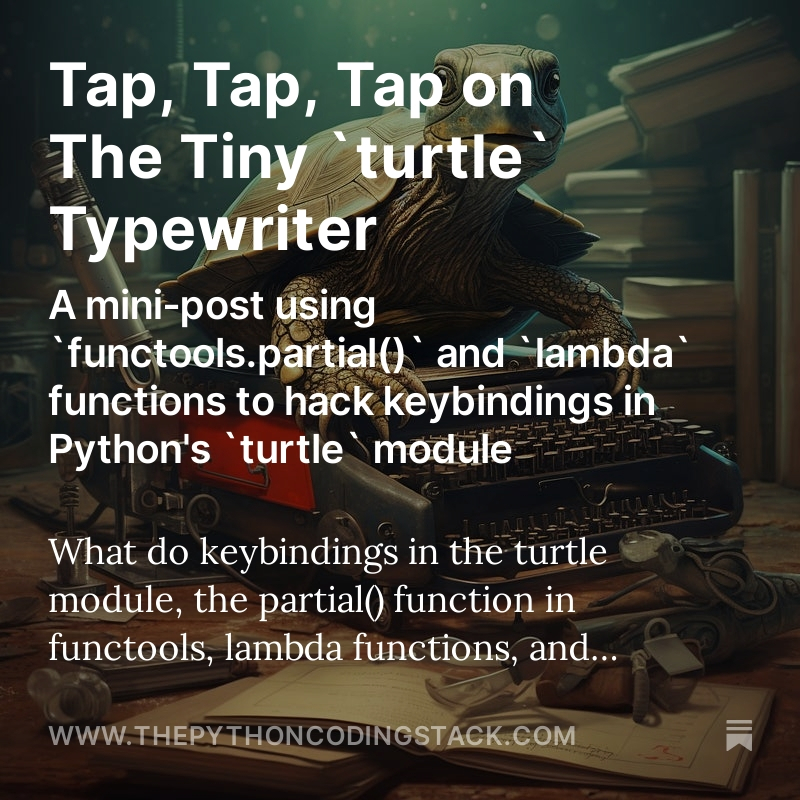 Tap, Tap, Tap on
The Tiny `turtle`
Typewriter
A mini-post using
`functools.partial()` and `lambda`
functions to hack keybindings in
Python's `turtle` module
What do keybindings in the turtle
module, the partial() function in
functools, lambda functions, and...
WWW.THEPYTHONCODINGSTACK.COM